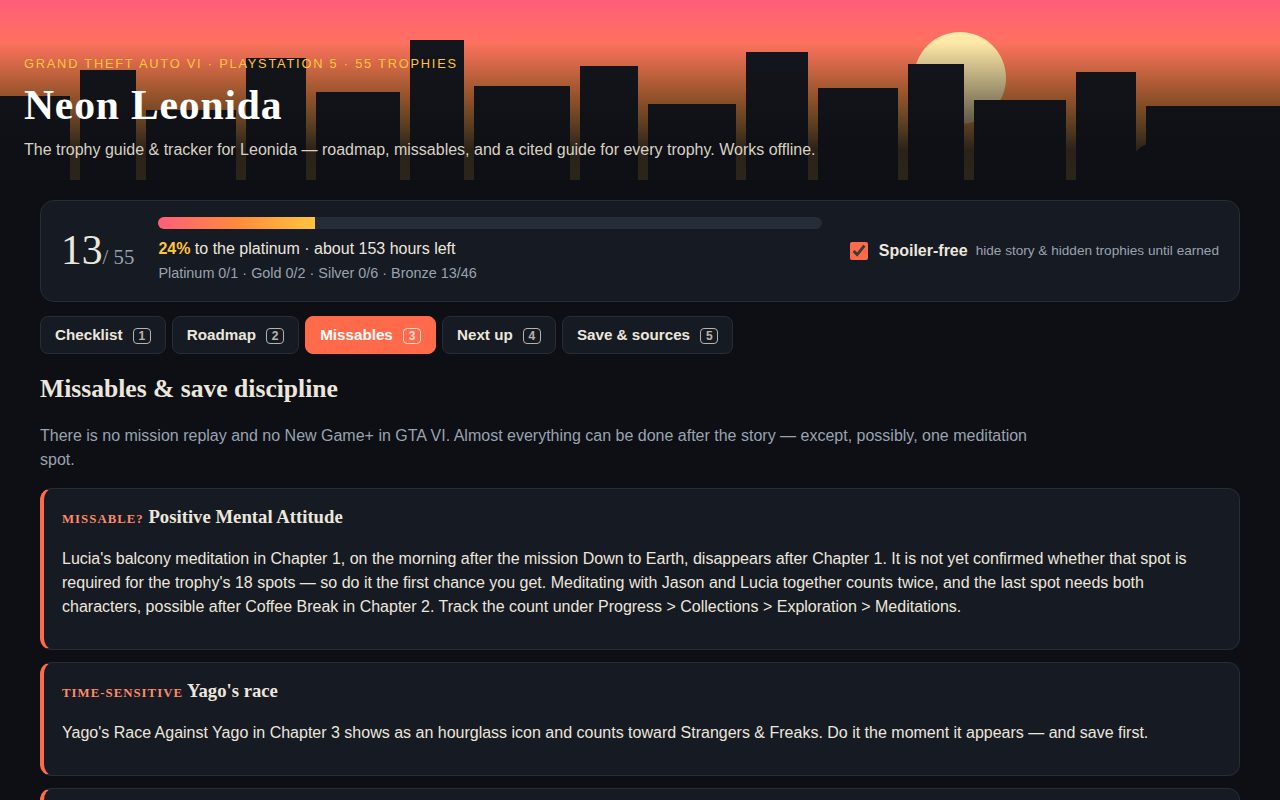 GRAND THEFT AUTO VI · PLAYSTATION 5 · 55 TROPHIES
Neon Leonida
The trophy guide & tracker for Leonida — roadmap, missables, and a cited guide for every trophy. Works offline.
13/ 55
24% to the platinum · about 153 hours left
Platinum 0/1 · Gold 0/2 · Silver 0/6 · Bronze 13/46
Spoiler-free hide story & hidden trophies until earned
Checklist 1 Roadmap 2 Missables 3 Next up 4 Save & sources 5
Missables & save discipline
There is no mission replay and no New Game+ in GTA VI. Almost everything can be done after the story — except, possibly, one meditation
spot.
MISSABLE? Positive Mental Attitude
Lucia's balcony meditation in Chapter 1, on the morning after the mission Down to Earth, disappears after Chapter 1. It is not yet confirmed whether that spot is
required for the trophy's 18 spots — so do it the first chance you get. Meditating with Jason and Lucia together counts twice, and the last spot needs both
characters, possible after Coffee Break in Chapter 2. Track the count under Progress > Collections > Exploration > Meditations.
TIME-SENSITIVE Yago's race
Yago's Race Against Yago in Chapter 3 shows as an hourglass icon and counts toward Strangers & Freaks. Do it the moment it appears — and save first.